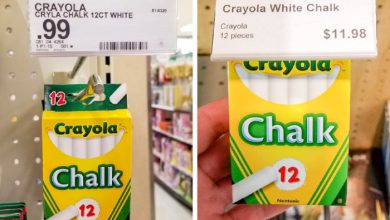 CRAYOLA
CRYLA CHALK 12CT WHITE
.99
12
Crayola
Chalk
12
Crayola White Chalk
Crayola
12 pieces
$11.98
Crayola
Chalk
12
Nontoxic